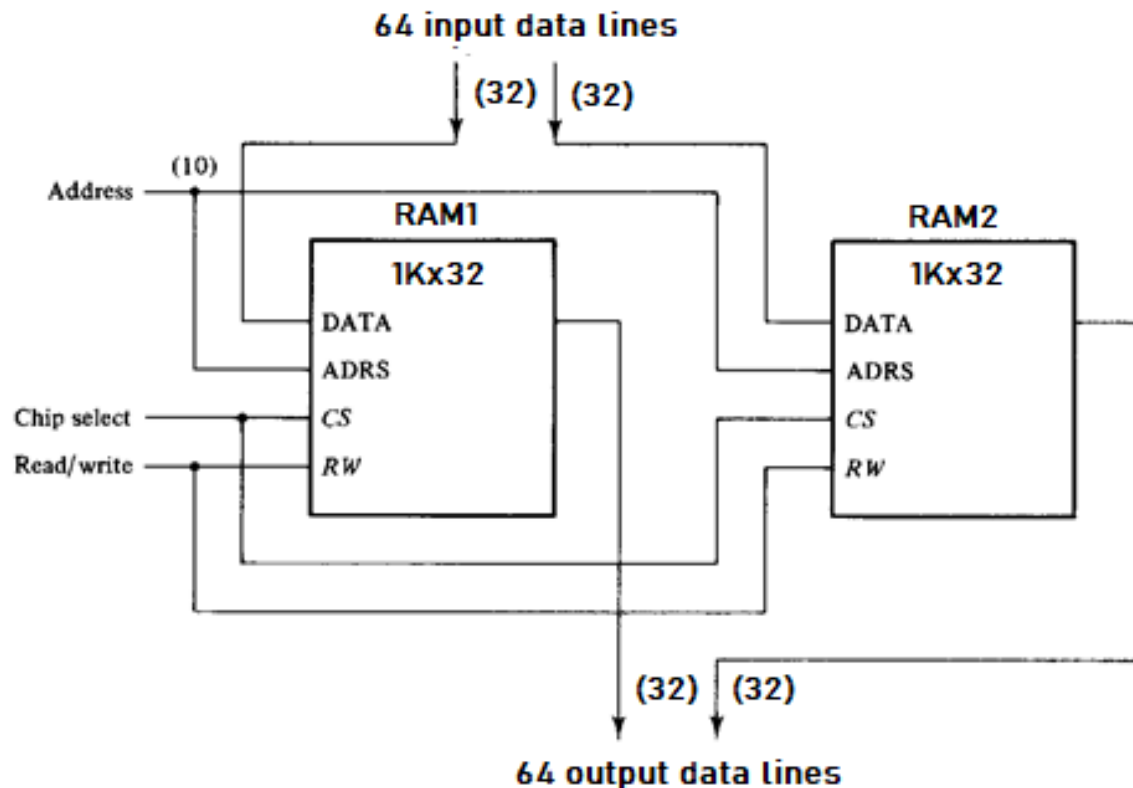 64 input data lines
(32) (32)
(10)
Address
RAM1 RAM2
1Kx32 1Kx32
DATA DATA
ADRS ADRS
Chip select CS CS
Read/write RW RW
(32) (32)
64 output data lines